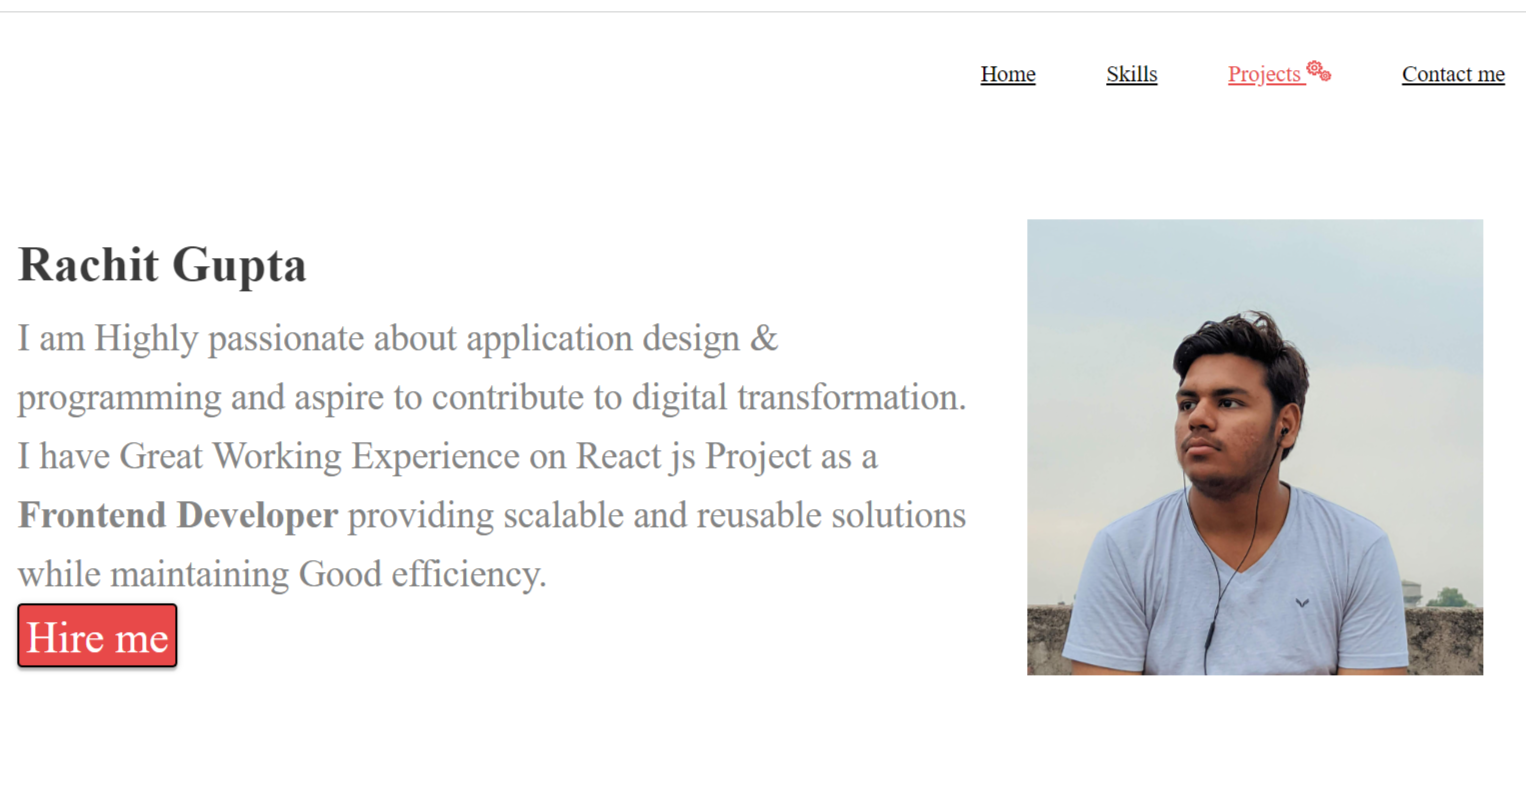 Home Skills Projects Contact me
Rachit Gupta
I am Highly passionate about application design &
programming and aspire to contribute to digital transformation.
I have Great Working Experience on React js Project as a
Frontend Developer providing scalable and reusable solutions
while maintaining Good efficiency.
Hire me